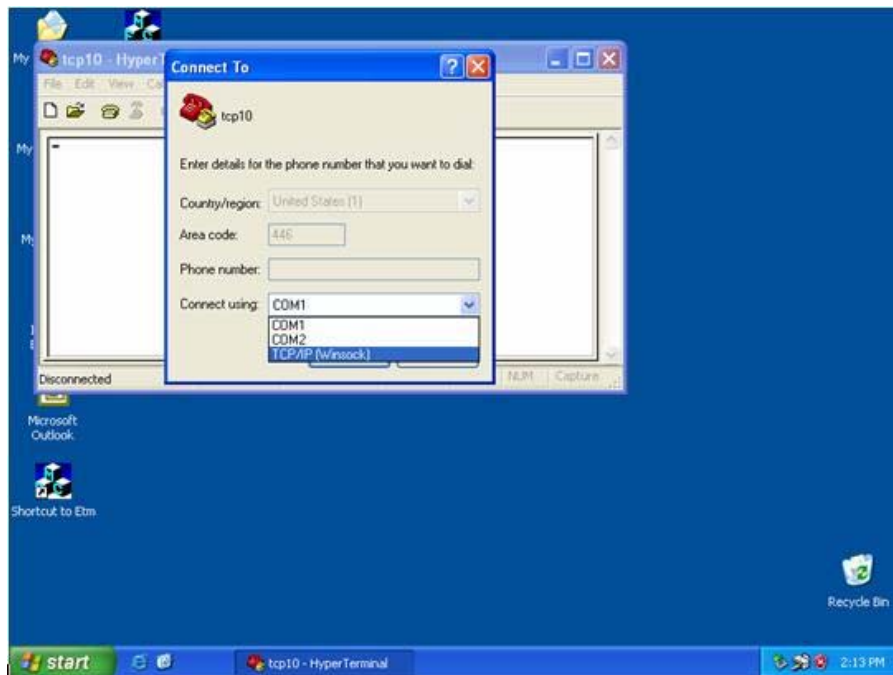 My
tcp10 - HyperT
File Edit View Cal
Connect To
tcp10
My
Enter details for the phone number that you want to dial:
Country/region: United States (1)
Area code: 446
My
Phone number:
Connect using: COM1
COM1
COM2
TCP/IP (Winsock)
Disconnected
NUM Capture
Microsoft
Outlook
Shortcut to Etm
Recycle Bin
start
tcp10 - HyperTerminal
2:13 PM